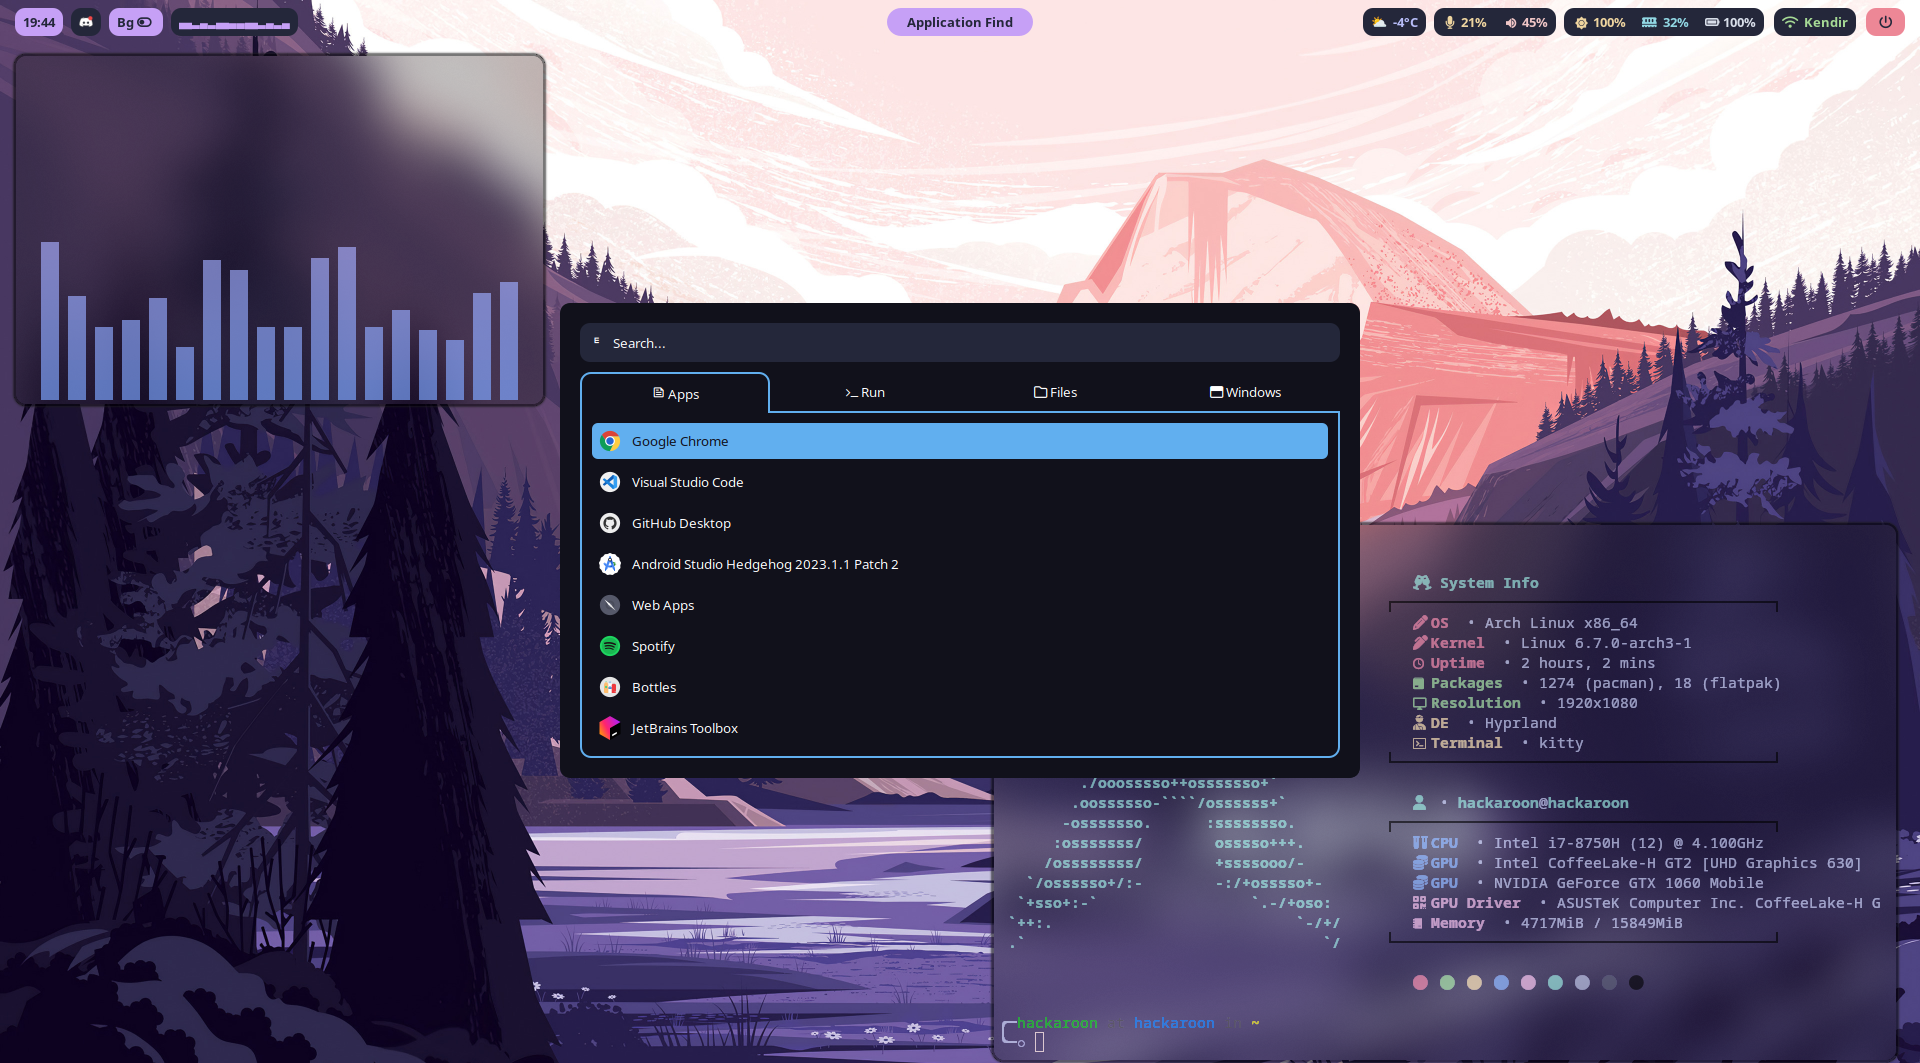 19:44
Bg
Application Find
-4°C
21% 45%
100% 32% 100%
Kendir
Search...
Apps
Run
Files
Windows
Google Chrome
Visual Studio Code
GitHub Desktop
Android Studio Hedgehog 2023.1.1 Patch 2
Web Apps
Spotify
Bottles
JetBrains Toolbox
System Info
OS • Arch Linux x86_64
Kernel • Linux 6.7.0-arch3-1
Uptime • 2 hours, 2 mins
Packages • 1274 (pacman), 18 (flatpak)
Resolution • 1920x1080
DE • Hyprland
Terminal • kitty
• hackaroon@hackaroon
CPU • Intel i7-8750H (12) @ 4.100GHz
GPU • Intel CoffeeLake-H GT2 [UHD Graphics 630]
GPU • NVIDIA GeForce GTX 1060 Mobile
GPU Driver • ASUSTeK Computer Inc. CoffeeLake-H G
Memory • 4717MiB / 15849MiB
./ooosssso++osssssso+`
.oossssso-````/ossssss+`
-osssssso. :ssssssso.
:osssssss/ osssso+++.
/ossssssss/ +ssssooo/-
`/ossssso+/:- -:/+osssso+-
`+sso+:-` `.-/+oso:
`++:. `-/+/
.` `/
hackaroon hackaroon in ~